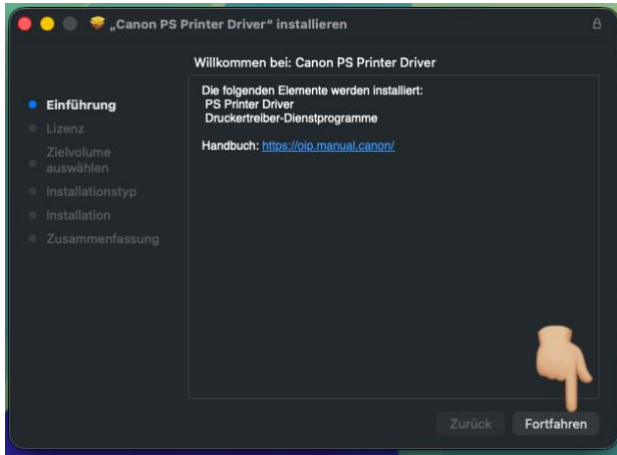 „Canon PS Printer Driver“ installieren
Willkommen bei: Canon PS Printer Driver
Einführung
Lizenz
Zielvolume
auswählen
Installationstyp
Installation
Zusammenfassung
Die folgenden Elemente werden installiert:
PS Printer Driver
Druckertreiber-Dienstprogramme
Handbuch: https://oip.manual.canon/
Zurück
Fortfahren